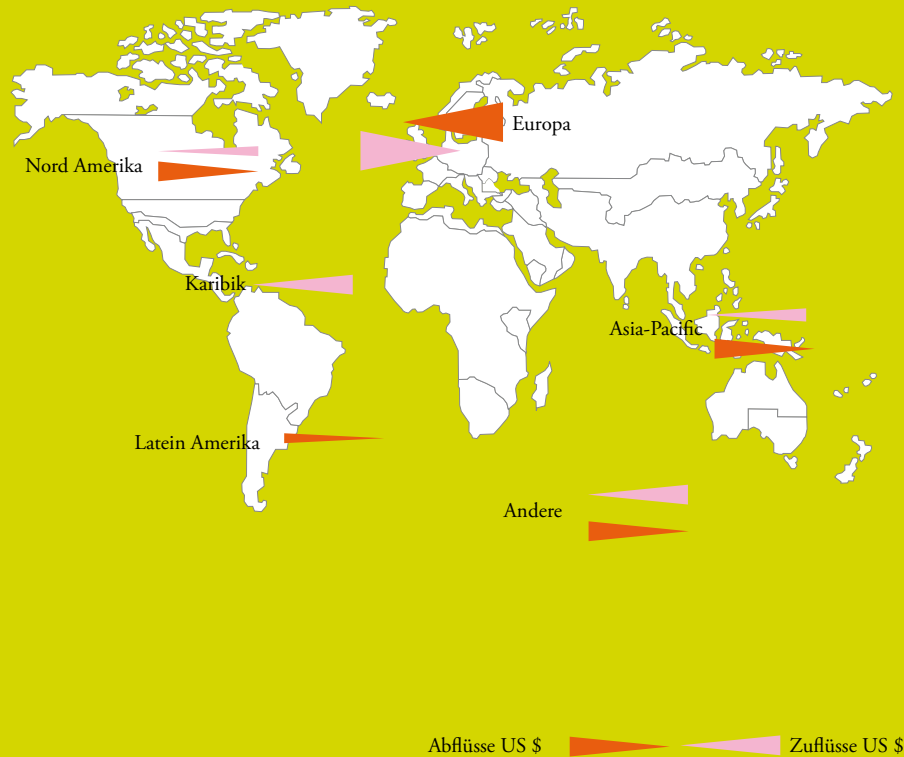 Europa
Nord Amerika
Karibik
Asia-Pacific
Latein Amerika
Andere
Abflüsse US $ Zuflüsse US $